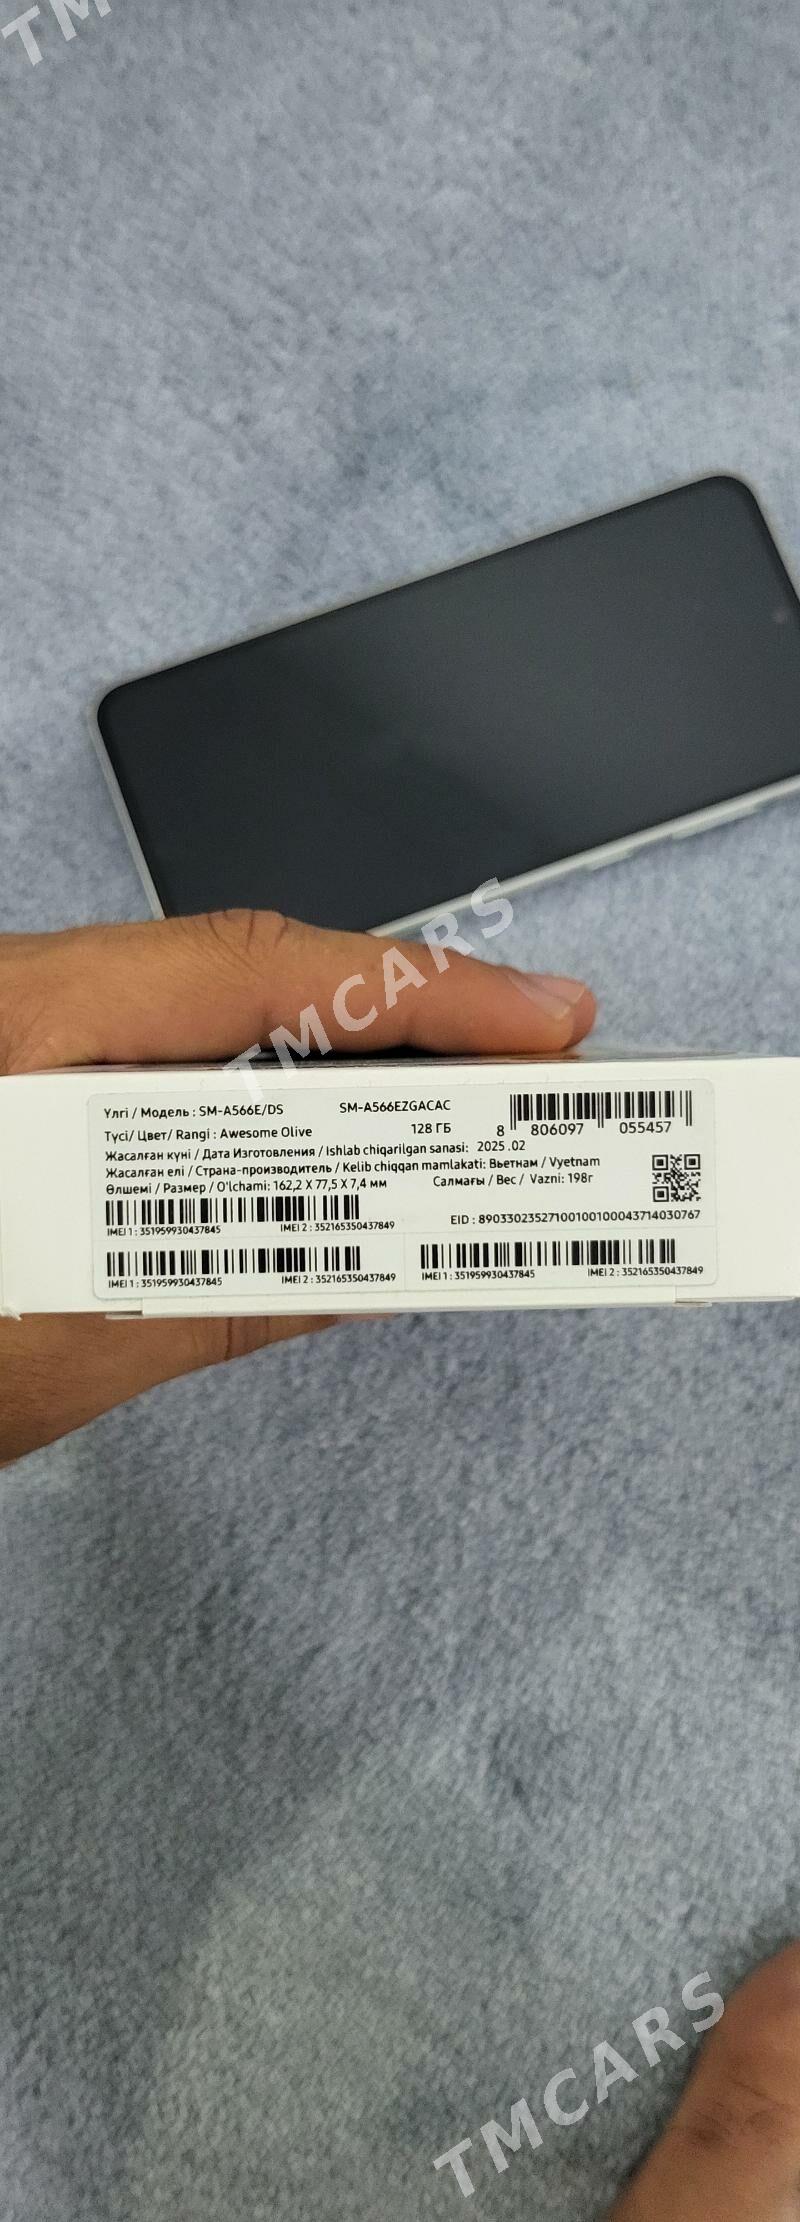 TM
TMCARS
Үлгі / Модель : SM-A566E/DS SM-A566EZGACAC
Түсі/ Цвет/ Rangi : Awesome Olive 128 ГБ
8 806097 055457
Жасалған күні / Дата Изготовления / Ishlab chiqarilgan sanasi: 2025 .02
Жасалған елі / Страна-производитель / Kelib chiqqan mamlakati: Вьетнам / Vyetnam
Өлшемі / Размер / O'lchami: 162,2 X 77,5 X 7,4 мм Салмағы / Вес / Vazni: 198г
IMEI 1 : 351959930437845 IMEI 2 : 352165350437849
EID : 89033023527100100100043714030767
IMEI 1 : 351959930437845 IMEI 2 : 352165350437849
IMEI 1 : 351959930437845 IMEI 2 : 352165350437849
TMCARS